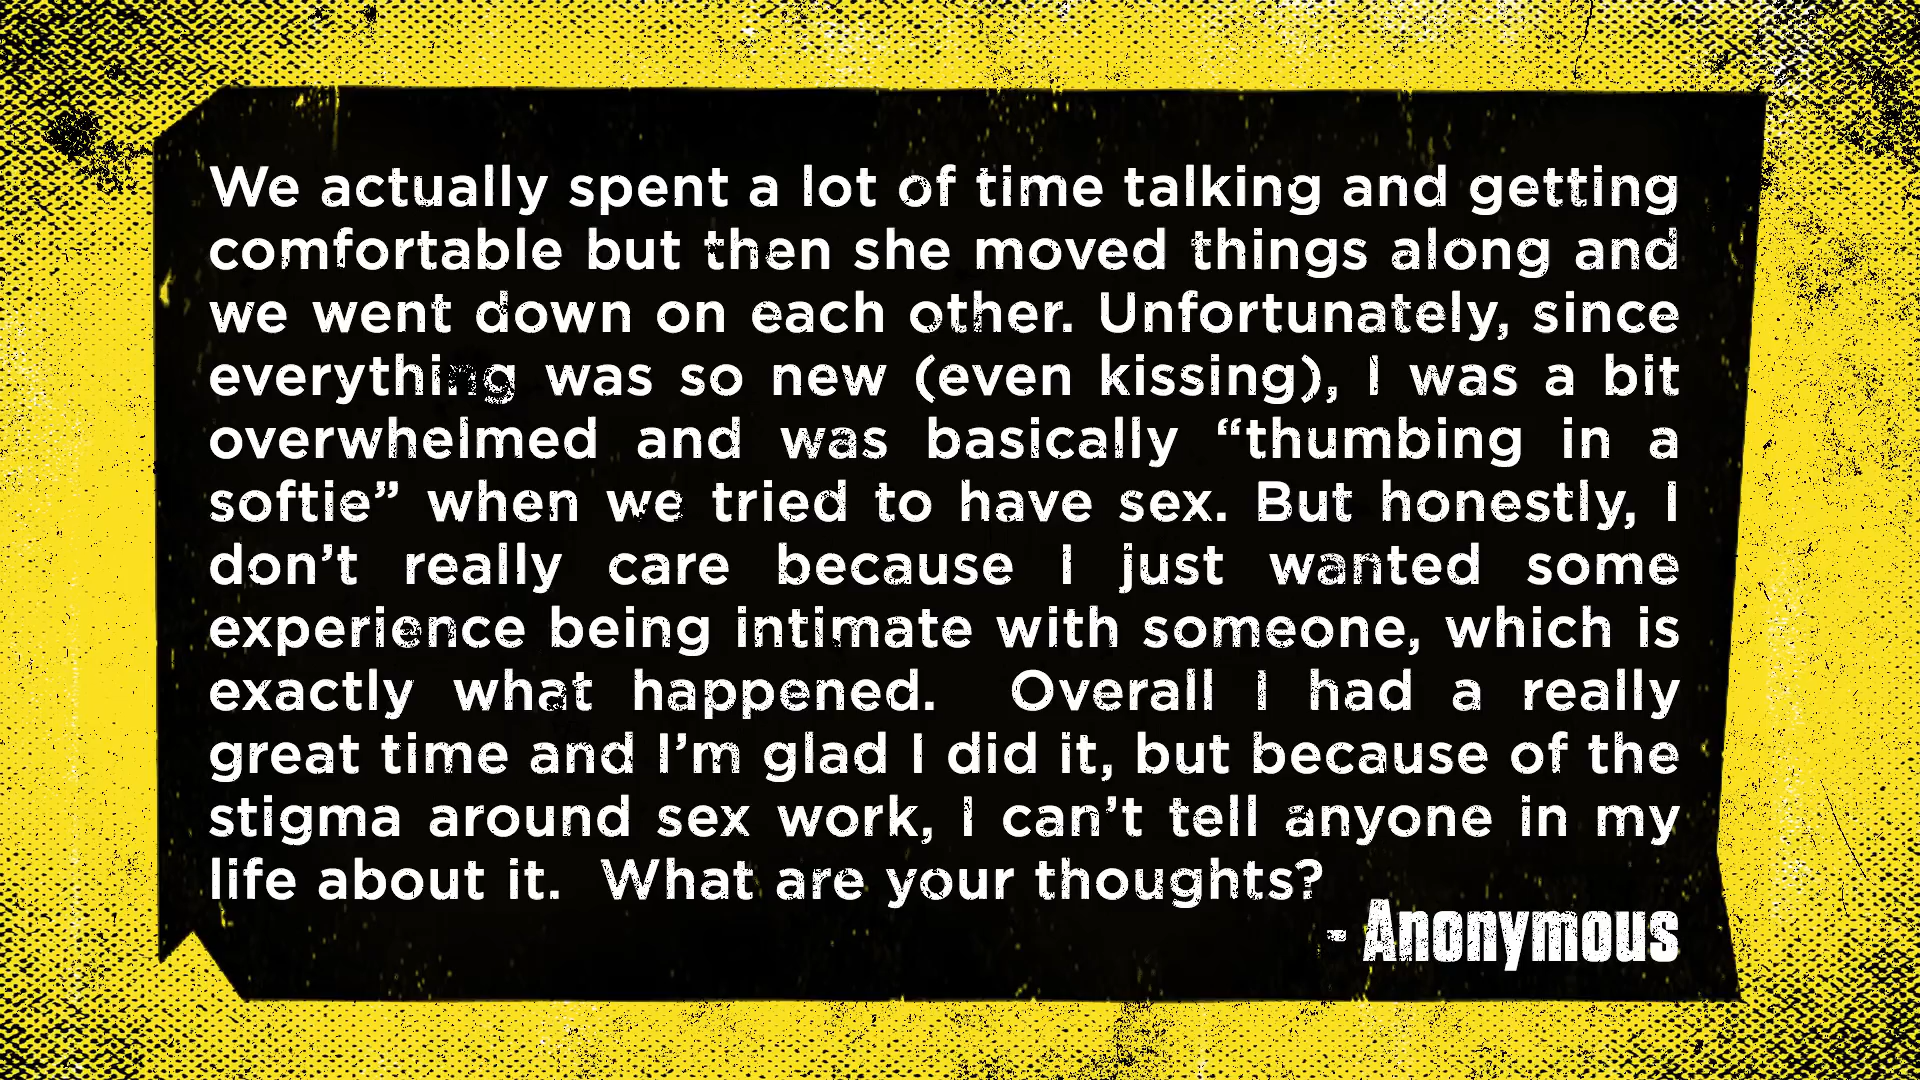 We actually spent a lot of time talking and getting
comfortable but then she moved things along and
we went down on each other. Unfortunately, since
everything was so new (even kissing), I was a bit
overwhelmed and was basically “thumbing in a
softie” when we tried to have sex. But honestly, I
don’t really care because I just wanted some
experience being intimate with someone, which is
exactly what happened.  Overall I had a really
great time and I’m glad I did it, but because of the
stigma around sex work, I can’t tell anyone in my
life about it.  What are your thoughts?
- Anonymous